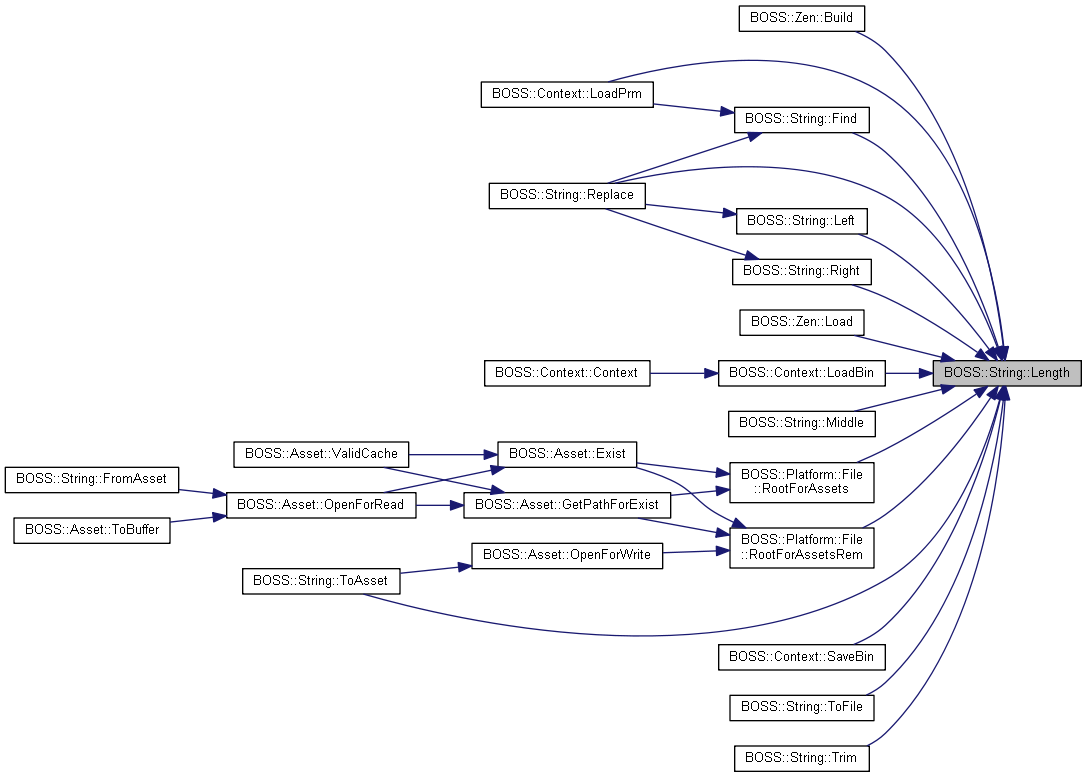 BOSS::Zen::Build
BOSS::Context::LoadPrm
BOSS::String::Find
BOSS::String::Replace
BOSS::String::Left
BOSS::String::Right
BOSS::Zen::Load
BOSS::Context::Context
BOSS::Context::LoadBin
BOSS::String::Length
BOSS::String::Middle
BOSS::Asset::ValidCache
BOSS::Asset::Exist
BOSS::Platform::File
::RootForAssets
BOSS::String::FromAsset
BOSS::Asset::OpenForRead
BOSS::Asset::GetPathForExist
BOSS::Asset::ToBuffer
BOSS::Platform::File
::RootForAssetsRem
BOSS::Asset::OpenForWrite
BOSS::String::ToAsset
BOSS::Context::SaveBin
BOSS::String::ToFile
BOSS::String::Trim